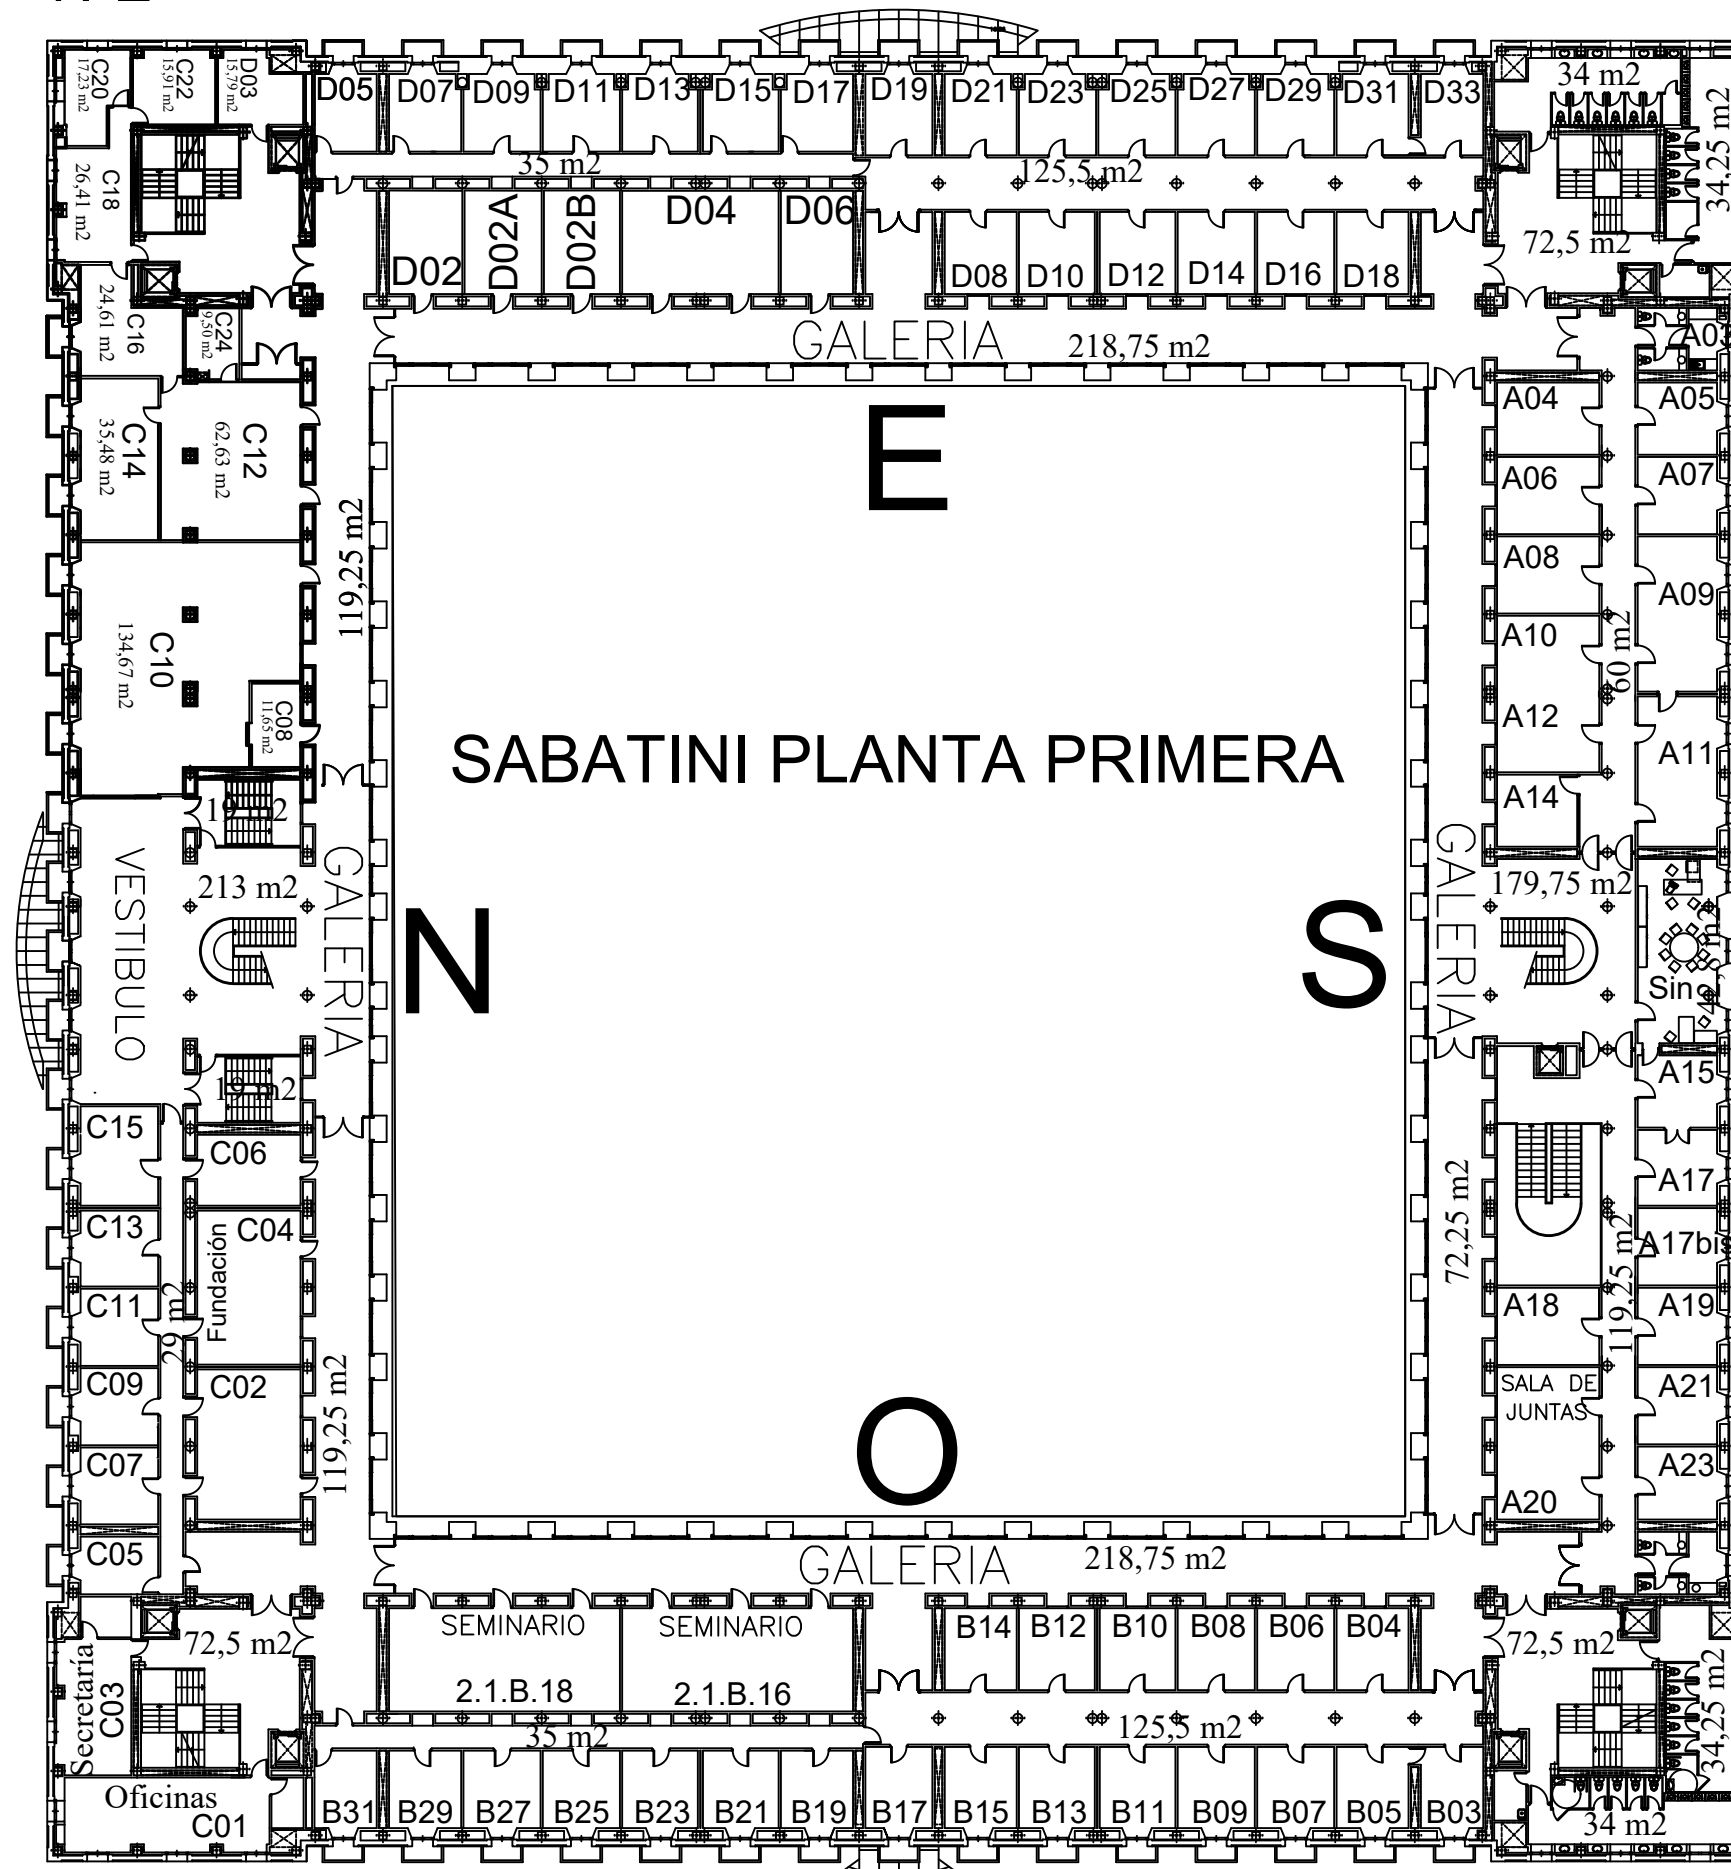 C20
17,23 m2
C22
15,91 m2
D03
15,79 m2
D05
D07
D09
D11
D13
D15
D17
D19
D21
D23
D25
D27
D29
D31
D33
34 m2
34,25 m2
35 m2
125,5 m2
C18
26,41 m2
D02
D02A
D02B
D04
D06
D08
D10
D12
D14
D16
D18
72,5 m2
C16
24,61 m2
C24
9,50 m2
GALERIA
218,75 m2
A03
C14
35,48 m2
C12
62,63 m2
E
A04
A05
A06
A07
119,25 m2
A08
A09
C10
134,67 m2
C08
11,65 m2
A10
60 m2
A12
A11
SABATINI PLANTA PRIMERA
19 m2
A14
VESTIBULO
213 m2
GALERIA
N
S
GALERIA
179,75 m2
Sin
42,5 m2
19 m2
A15
C15
C06
72,25 m2
A17
C13
C04
Fundación
A17bis
119,25 m2
C11
29 m2
A18
A19
C09
C02
119,25 m2
O
SALA DE
JUNTAS
A21
C07
A20
A23
C05
GALERIA
218,75 m2
Secretaría
C03
72,5 m2
SEMINARIO
2.1.B.18
SEMINARIO
2.1.B.16
B14
B12
B10
B08
B06
B04
72,5 m2
34,25 m2
35 m2
125,5 m2
Oficinas
C01
B31
B29
B27
B25
B23
B21
B19
B17
B15
B13
B11
B09
B07
B05
B03
34 m2